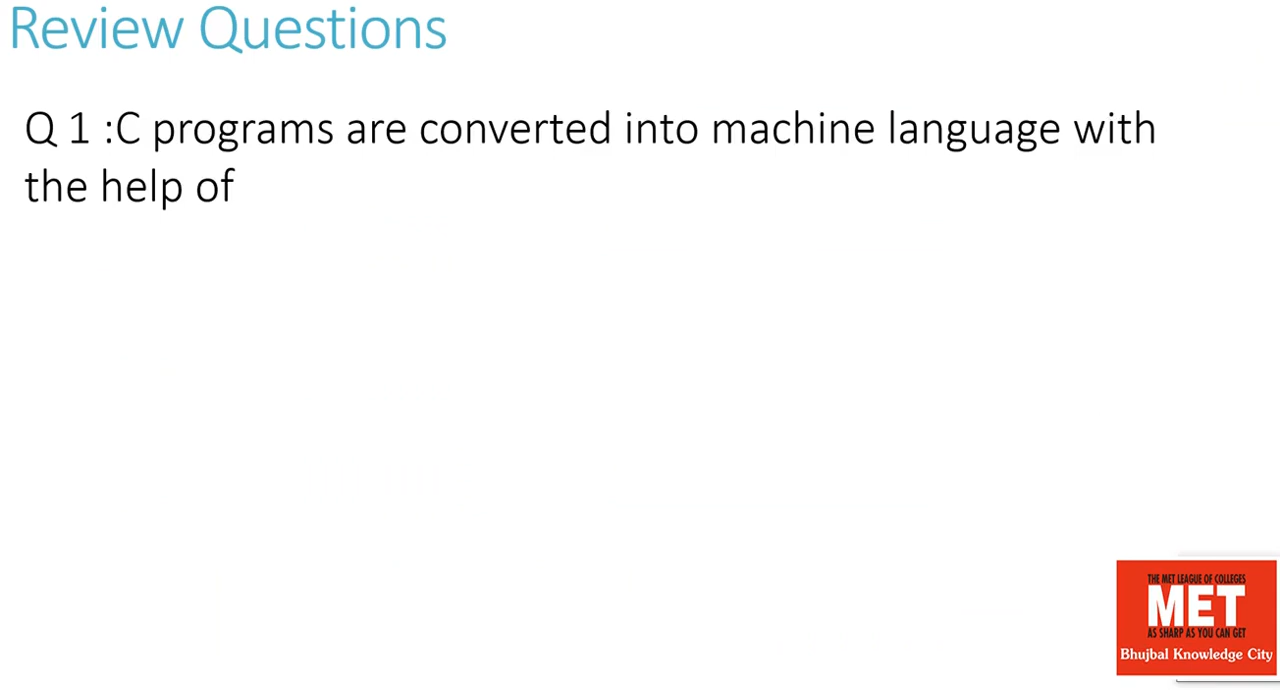 Review Questions
Q 1 :C programs are converted into machine language with
the help of
THE MET LEAGUE OF COLLEGES
MET
AS SHARP AS YOU CAN GET
Bhujbal Knowledge City